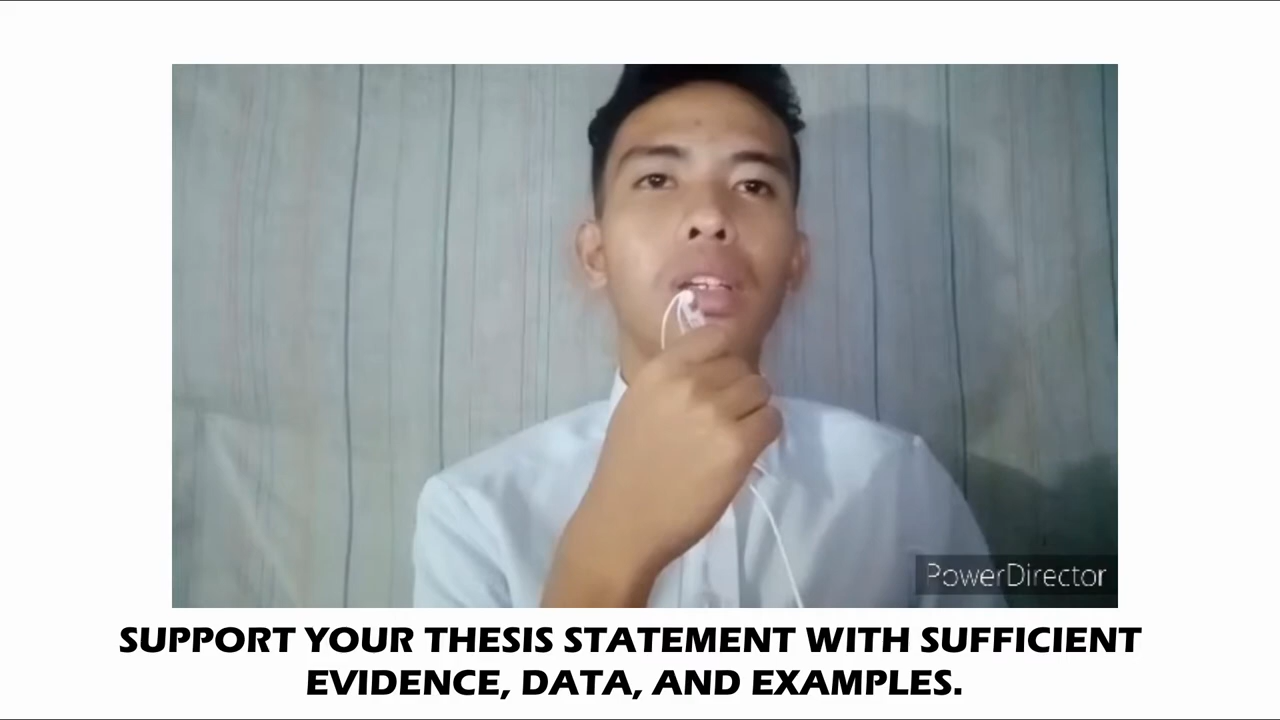 PowerDirector
SUPPORT YOUR THESIS STATEMENT WITH SUFFICIENT
EVIDENCE, DATA, AND EXAMPLES.